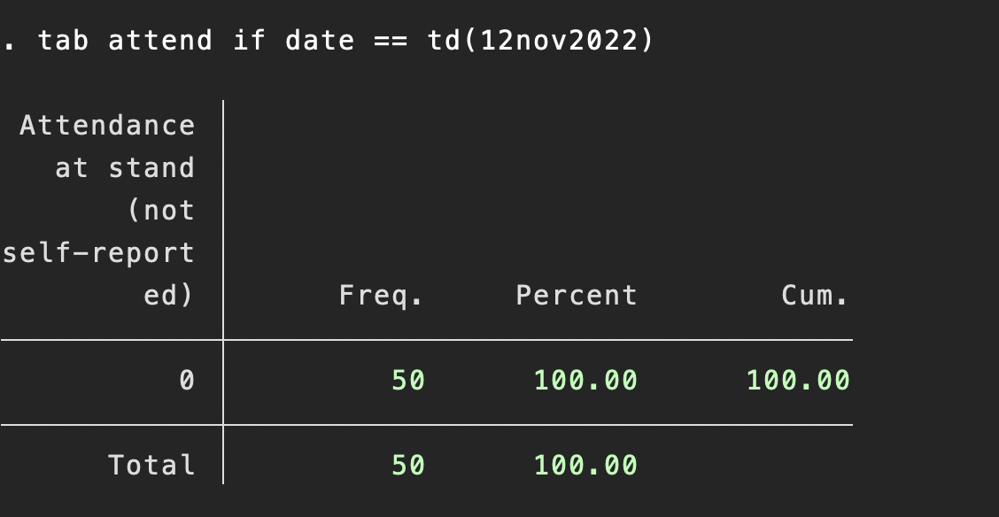 . tab attend if date == td(12nov2022)
Attendance
at stand
(not
self-report
ed) Freq. Percent Cum.
0 50 100.00 100.00
Total 50 100.00